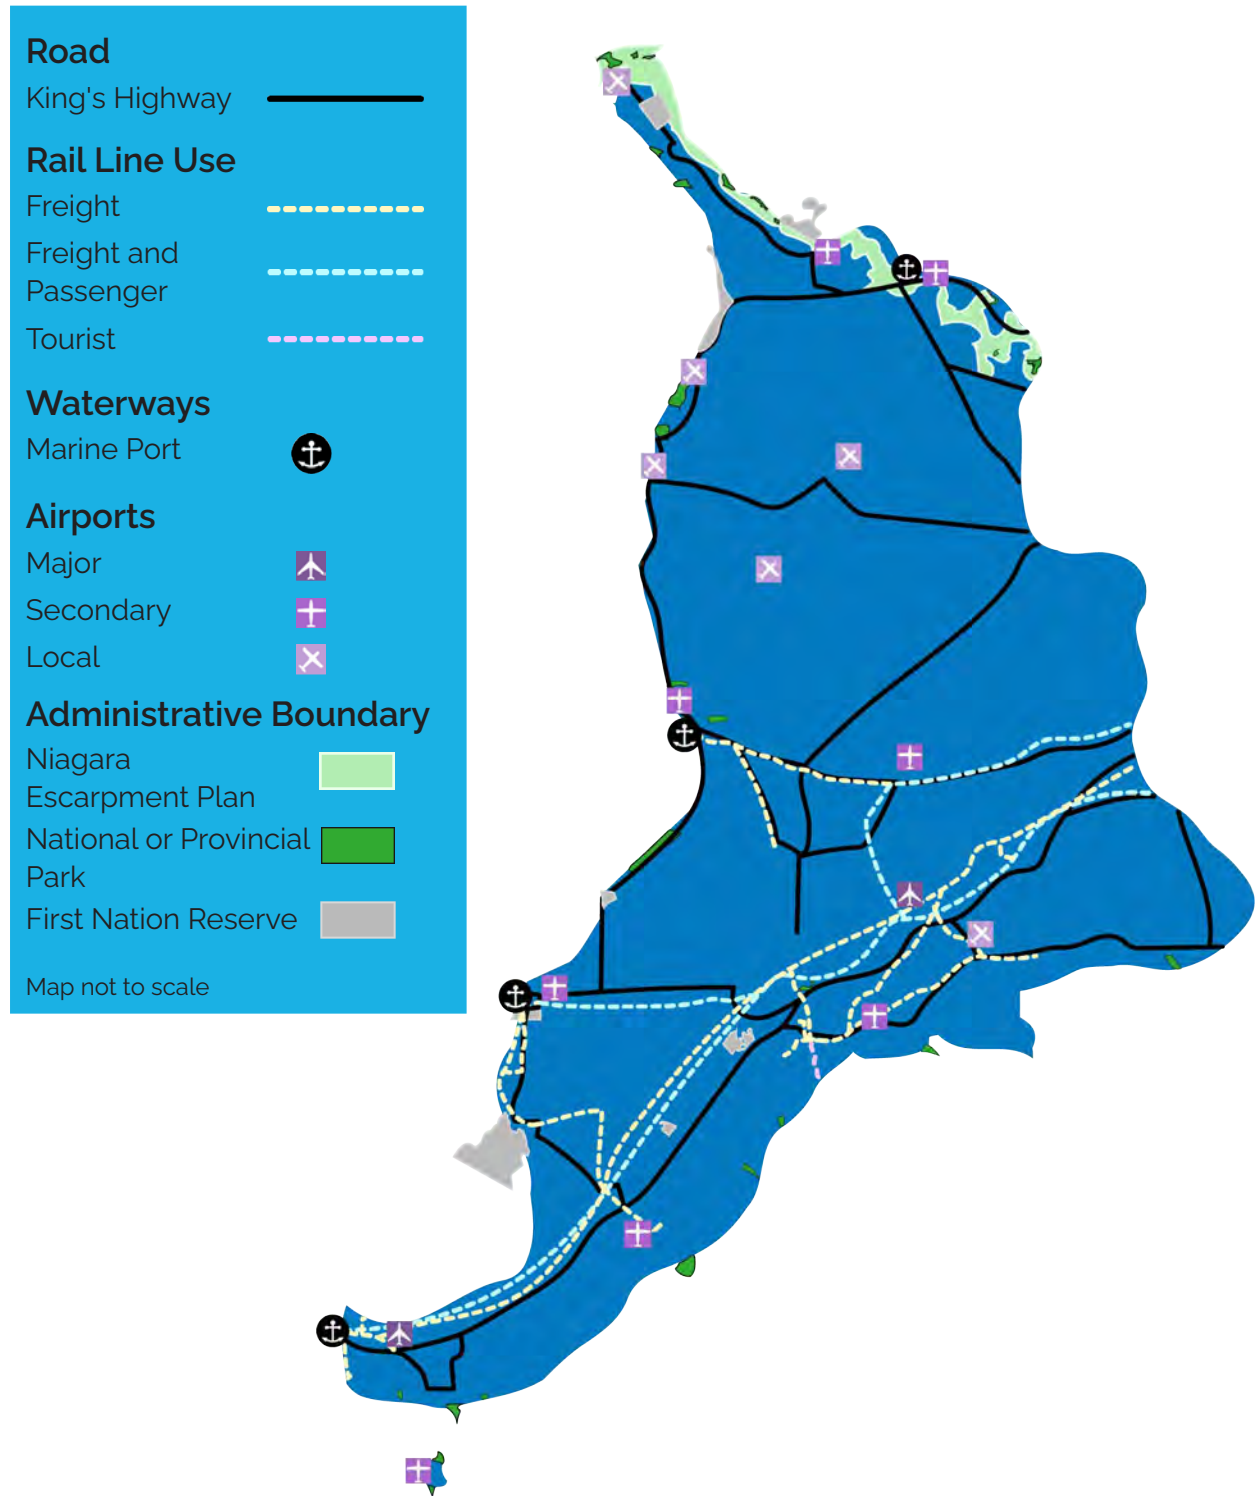 Road
King's Highway
Rail Line Use
Freight
Freight and
Passenger
Tourist
Waterways
Marine Port
Airports
Major
Secondary
Local
Administrative Boundary
Niagara
Escarpment Plan
National or Provincial
Park
First Nation Reserve
Map not to scale